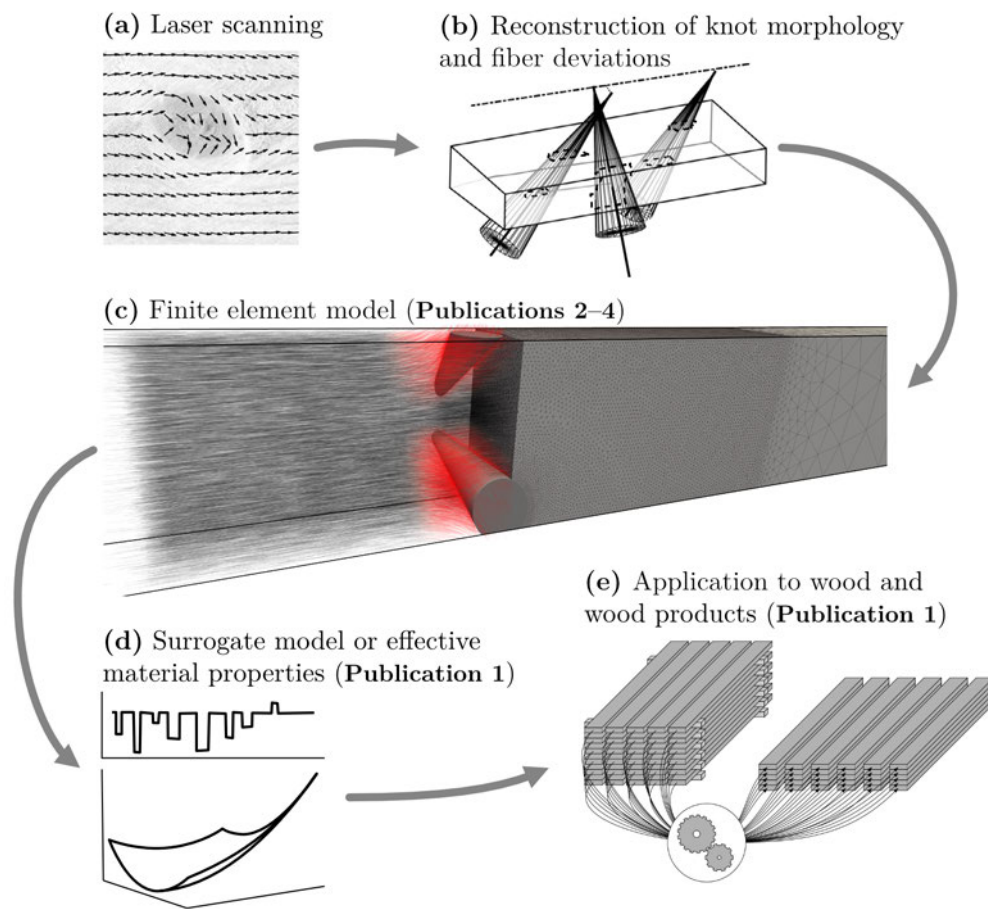 (a) Laser scanning
(b) Reconstruction of knot morphology
and fiber deviations
(c) Finite element model (Publications 2–4)
(d) Surrogate model or effective
material properties (Publication 1)
(e) Application to wood and
wood products (Publication 1)